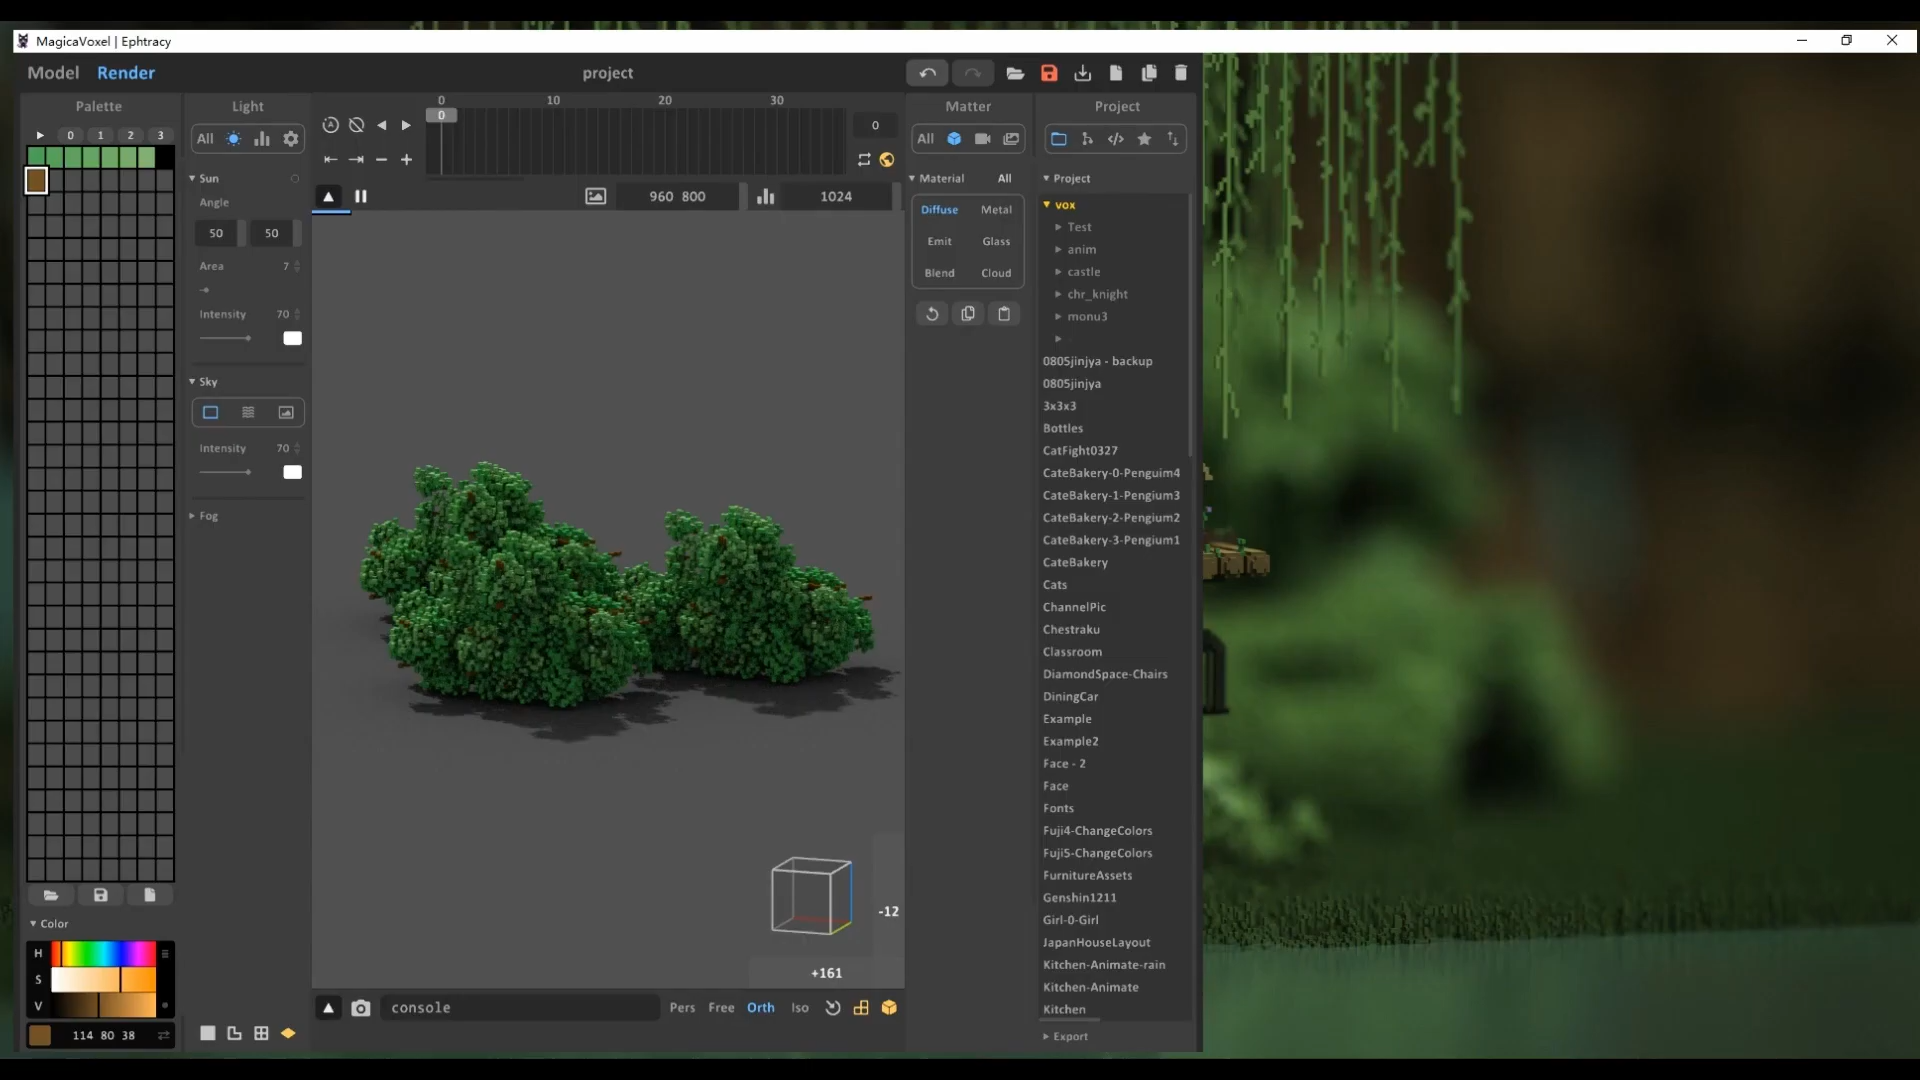 MagicaVoxel | Ephtracy
Model Render
project
Palette
0 1 2 3
Color
H
S
V
114 80 38
Light
All
Sun
Angle
50 50
Area 7
Intensity 70
Sky
Intensity 70
Fog
0 10 20 30
0
0
960 800
1024
-12
+161
console
Pers Free Orth Iso
Matter
All
Material All
Diffuse Metal
Emit Glass
Blend Cloud
Project
Project
vox
Test
anim
castle
chr_knight
monu3
0805jinjya - backup
0805jinjya
3x3x3
Bottles
CatFight0327
CateBakery-0-Penguim4
CateBakery-1-Pengium3
CateBakery-2-Pengium2
CateBakery-3-Pengium1
CateBakery
Cats
ChannelPic
Chestraku
Classroom
DiamondSpace-Chairs
DiningCar
Example
Example2
Face - 2
Face
Fonts
Fuji4-ChangeColors
Fuji5-ChangeColors
FurnitureAssets
Genshin1211
Girl-0-Girl
JapanHouseLayout
Kitchen-Animate-rain
Kitchen-Animate
Kitchen
Export